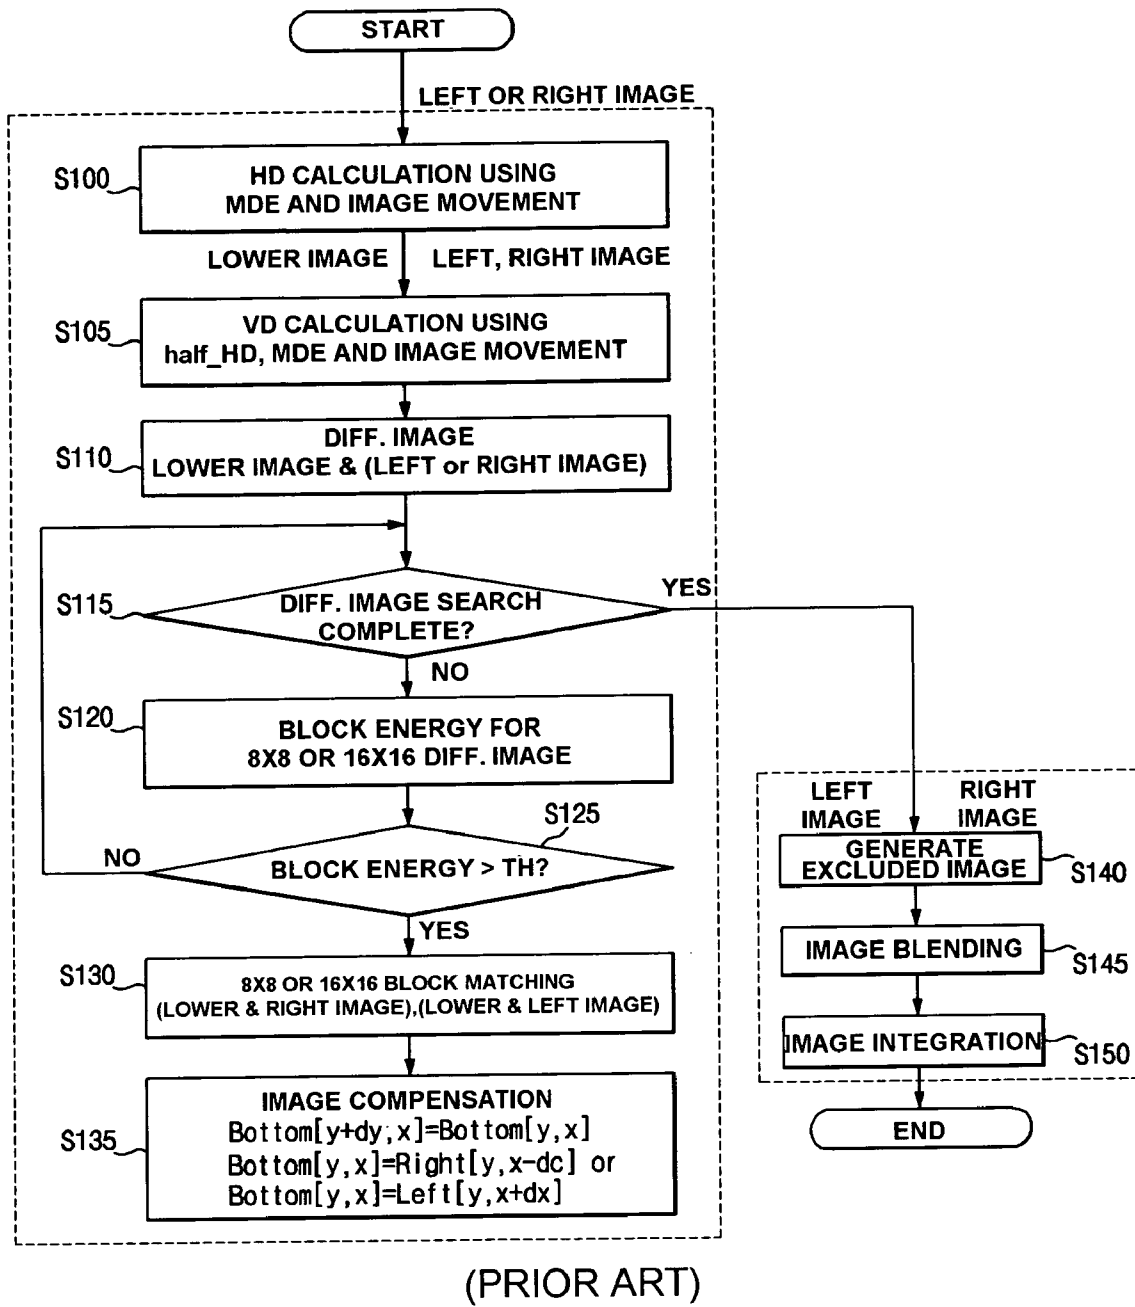 START
LEFT OR RIGHT IMAGE
S100
HD CALCULATION USING
MDE AND IMAGE MOVEMENT
LOWER IMAGE
LEFT, RIGHT IMAGE
S105
VD CALCULATION USING
half_HD, MDE AND IMAGE MOVEMENT
S110
DIFF. IMAGE
LOWER IMAGE & (LEFT or RIGHT IMAGE)
S115
DIFF. IMAGE SEARCH
COMPLETE?
YES
NO
S120
BLOCK ENERGY FOR
8X8 OR 16X16 DIFF. IMAGE
S125
NO
BLOCK ENERGY > TH?
YES
S130
8X8 OR 16X16 BLOCK MATCHING
(LOWER & RIGHT IMAGE),(LOWER & LEFT IMAGE)
S135
IMAGE COMPENSATION
Bottom[y+dy,x]=Bottom[y,x]
Bottom[y,x]=Right[y,x-dc] or
Bottom[y,x]=Left[y,x+dx]
LEFT
IMAGE
RIGHT
IMAGE
GENERATE
EXCLUDED IMAGE
S140
IMAGE BLENDING
S145
IMAGE INTEGRATION
S150
END
(PRIOR ART)